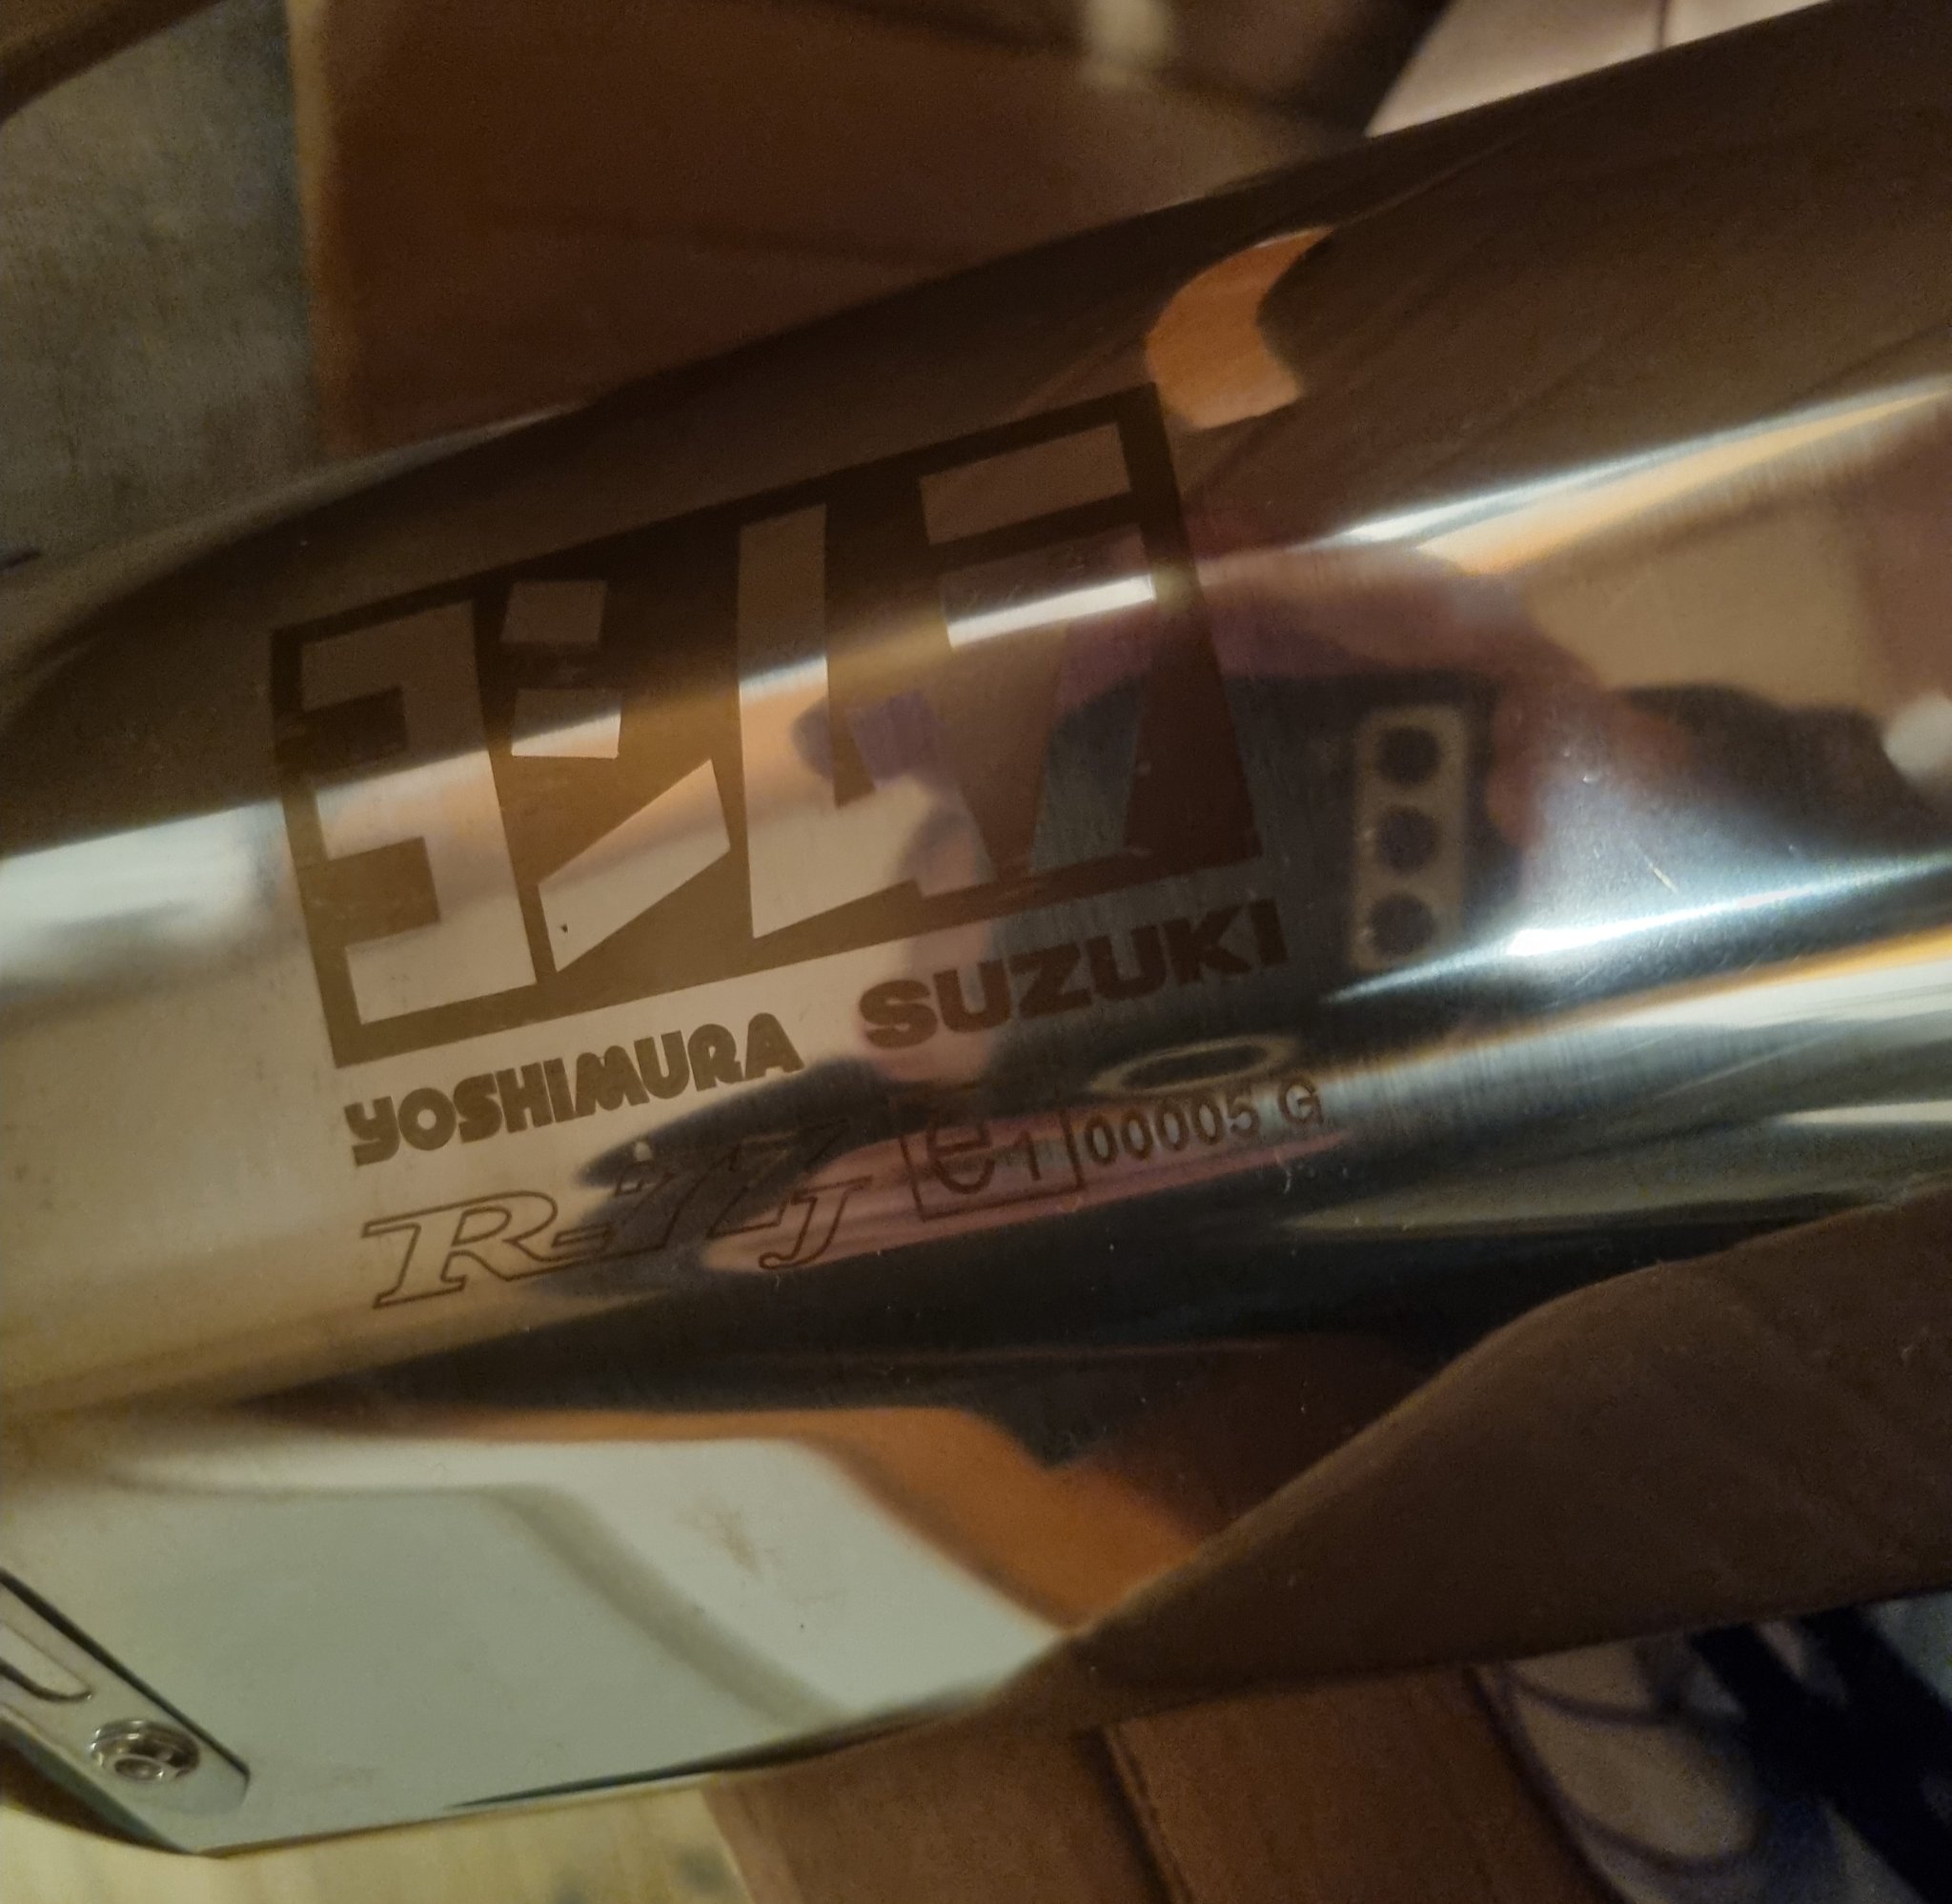 ヨシムラ
YOSHIMURA SUZUKI
R-77J e1 00005 G